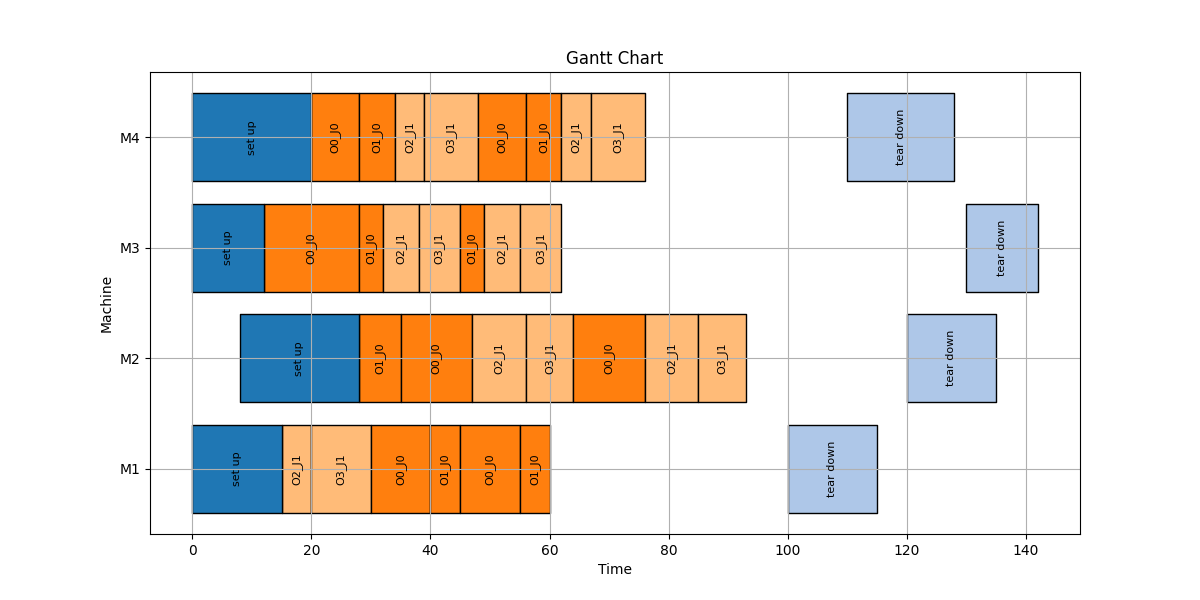 Gantt Chart
Machine
M4
set up
O0_J0
O1_J0
O2_J1
O3_J1
O0_J0
O1_J0
O2_J1
O3_J1
tear down
M3
set up
O0_J0
O1_J0
O2_J1
O3_J1
O1_J0
O2_J1
O3_J1
tear down
M2
set up
O1_J0
O0_J0
O2_J1
O3_J1
O0_J0
O2_J1
O3_J1
tear down
M1
set up
O2_J1
O3_J1
O0_J0
O1_J0
O0_J0
O1_J0
tear down
0 20 40 60 80 100 120 140
Time